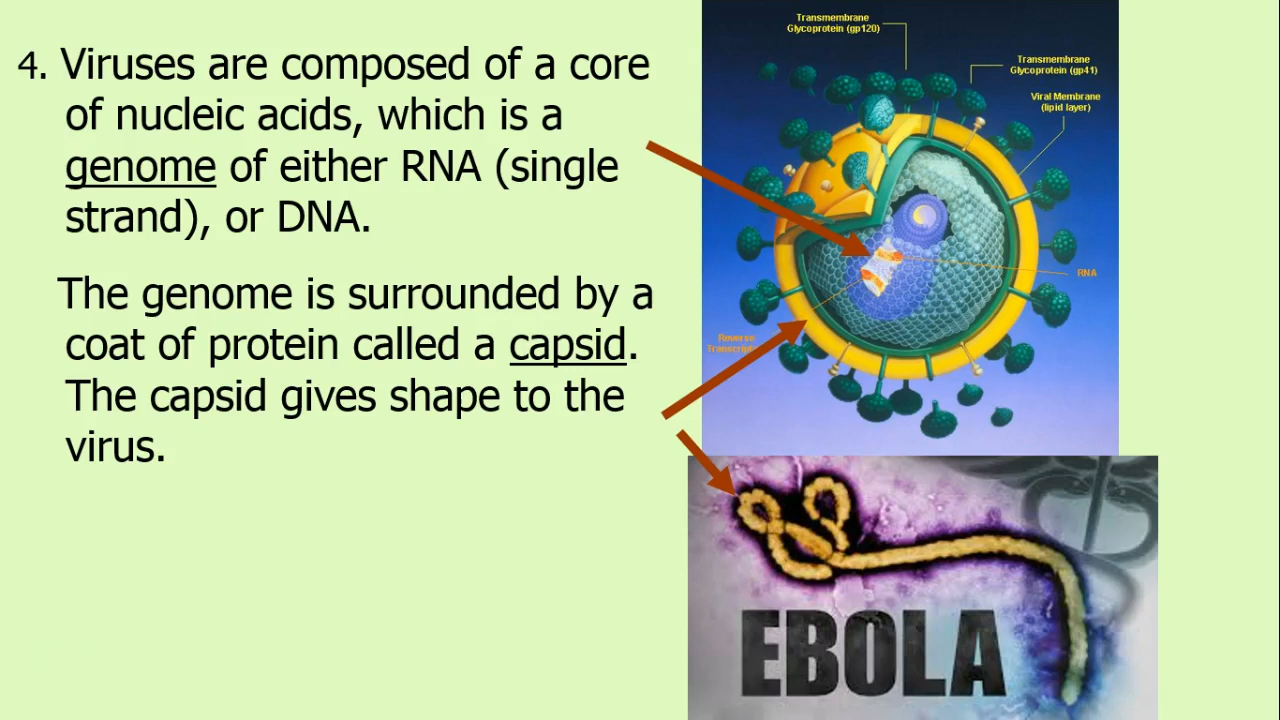 4. Viruses are composed of a core
of nucleic acids, which is a
genome of either RNA (single
strand), or DNA.
The genome is surrounded by a
coat of protein called a capsid.
The capsid gives shape to the
virus.
Transmembrane
Glycoprotein (gp120)
Transmembrane
Glycoprotein (gp41)
Viral Membrane
(lipid layer)
RNA
Reverse
EBOLA